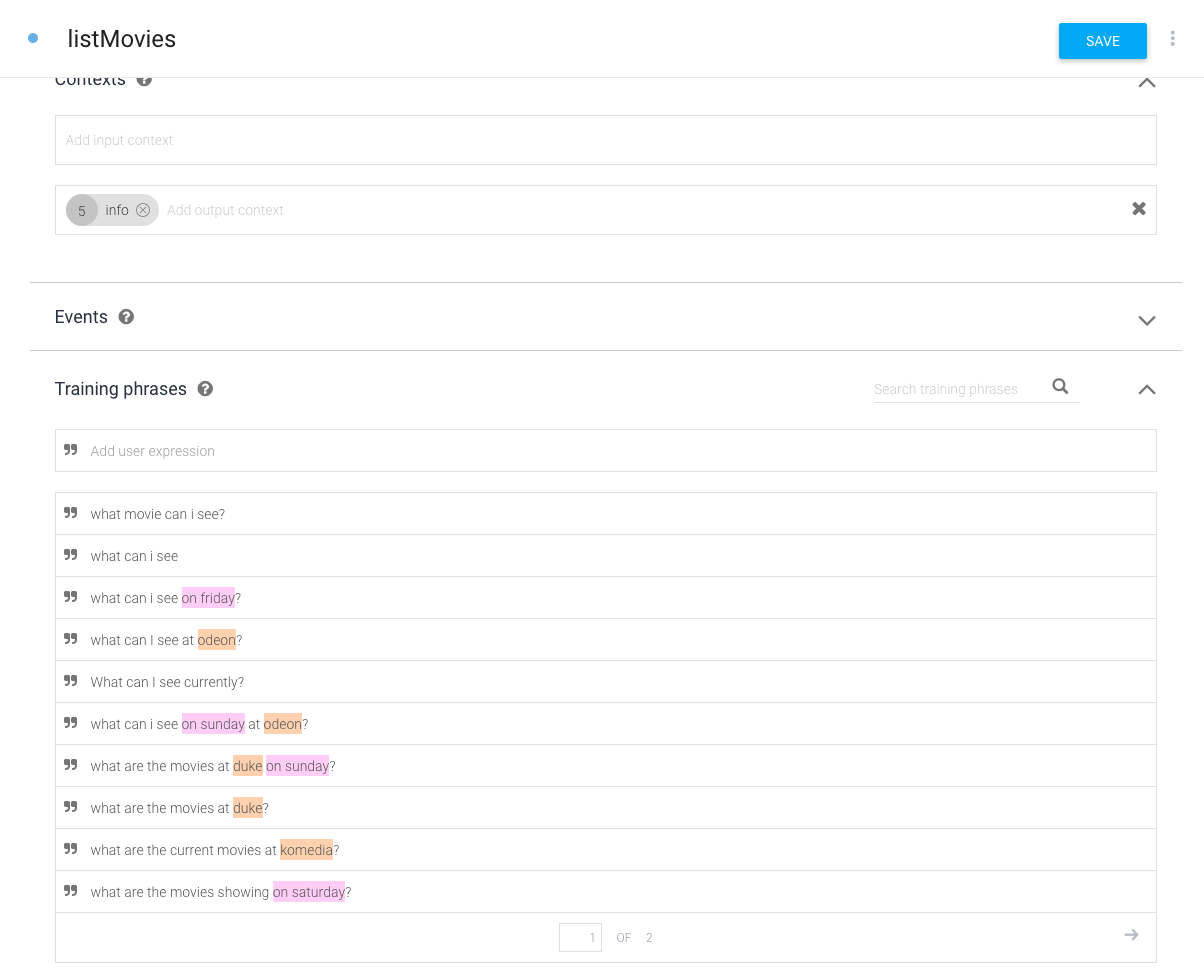 listMovies
SAVE
Contexts
Add input context
5 info Add output context
Events
Training phrases
Search training phrases
Add user expression
what movie can i see?
what can i see
what can i see on friday?
what can I see at odeon?
What can I see currently?
what can i see on sunday at odeon?
what are the movies at duke on sunday?
what are the movies at duke?
what are the current movies at komedia?
what are the movies showing on saturday?
1 OF 2